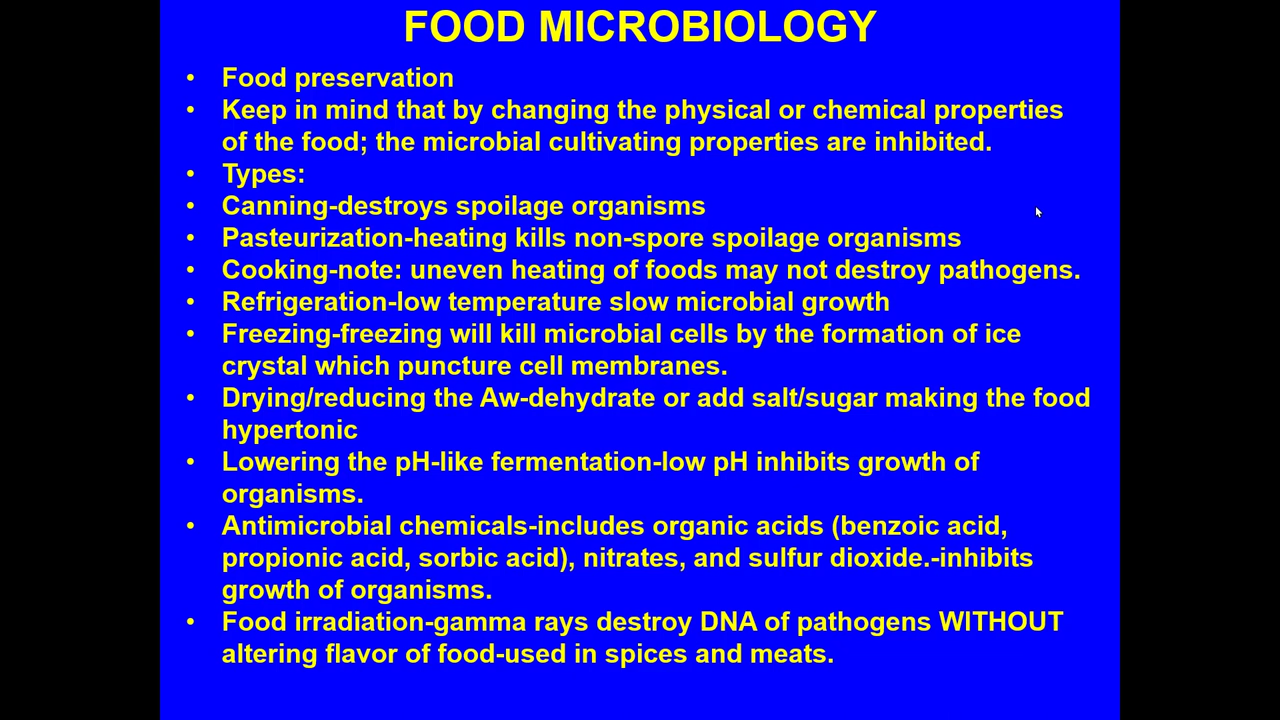 FOOD MICROBIOLOGY
• Food preservation
• Keep in mind that by changing the physical or chemical properties
of the food; the microbial cultivating properties are inhibited.
• Types:
• Canning-destroys spoilage organisms
• Pasteurization-heating kills non-spore spoilage organisms
• Cooking-note: uneven heating of foods may not destroy pathogens.
• Refrigeration-low temperature slow microbial growth
• Freezing-freezing will kill microbial cells by the formation of ice
crystal which puncture cell membranes.
• Drying/reducing the Aw-dehydrate or add salt/sugar making the food
hypertonic
• Lowering the pH-like fermentation-low pH inhibits growth of
organisms.
• Antimicrobial chemicals-includes organic acids (benzoic acid,
propionic acid, sorbic acid), nitrates, and sulfur dioxide.-inhibits
growth of organisms.
• Food irradiation-gamma rays destroy DNA of pathogens WITHOUT
altering flavor of food-used in spices and meats.